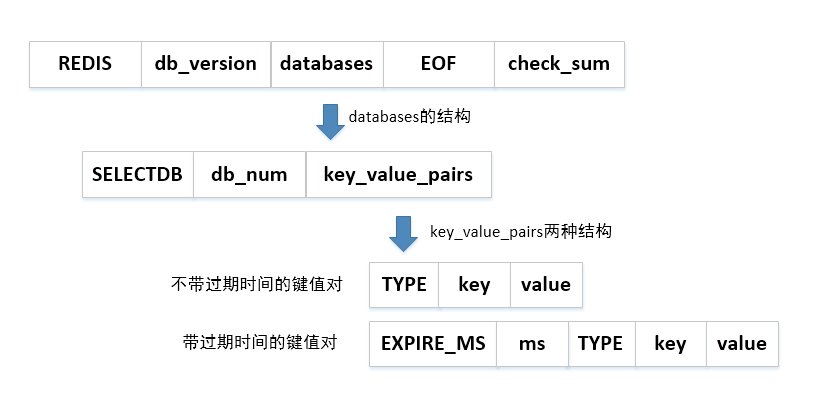 REDIS db_version databases EOF check_sum
databases的结构
SELECTDB db_num key_value_pairs
key_value_pairs两种结构
不带过期时间的键值对 TYPE key value
带过期时间的键值对 EXPIRE_MS ms TYPE key value